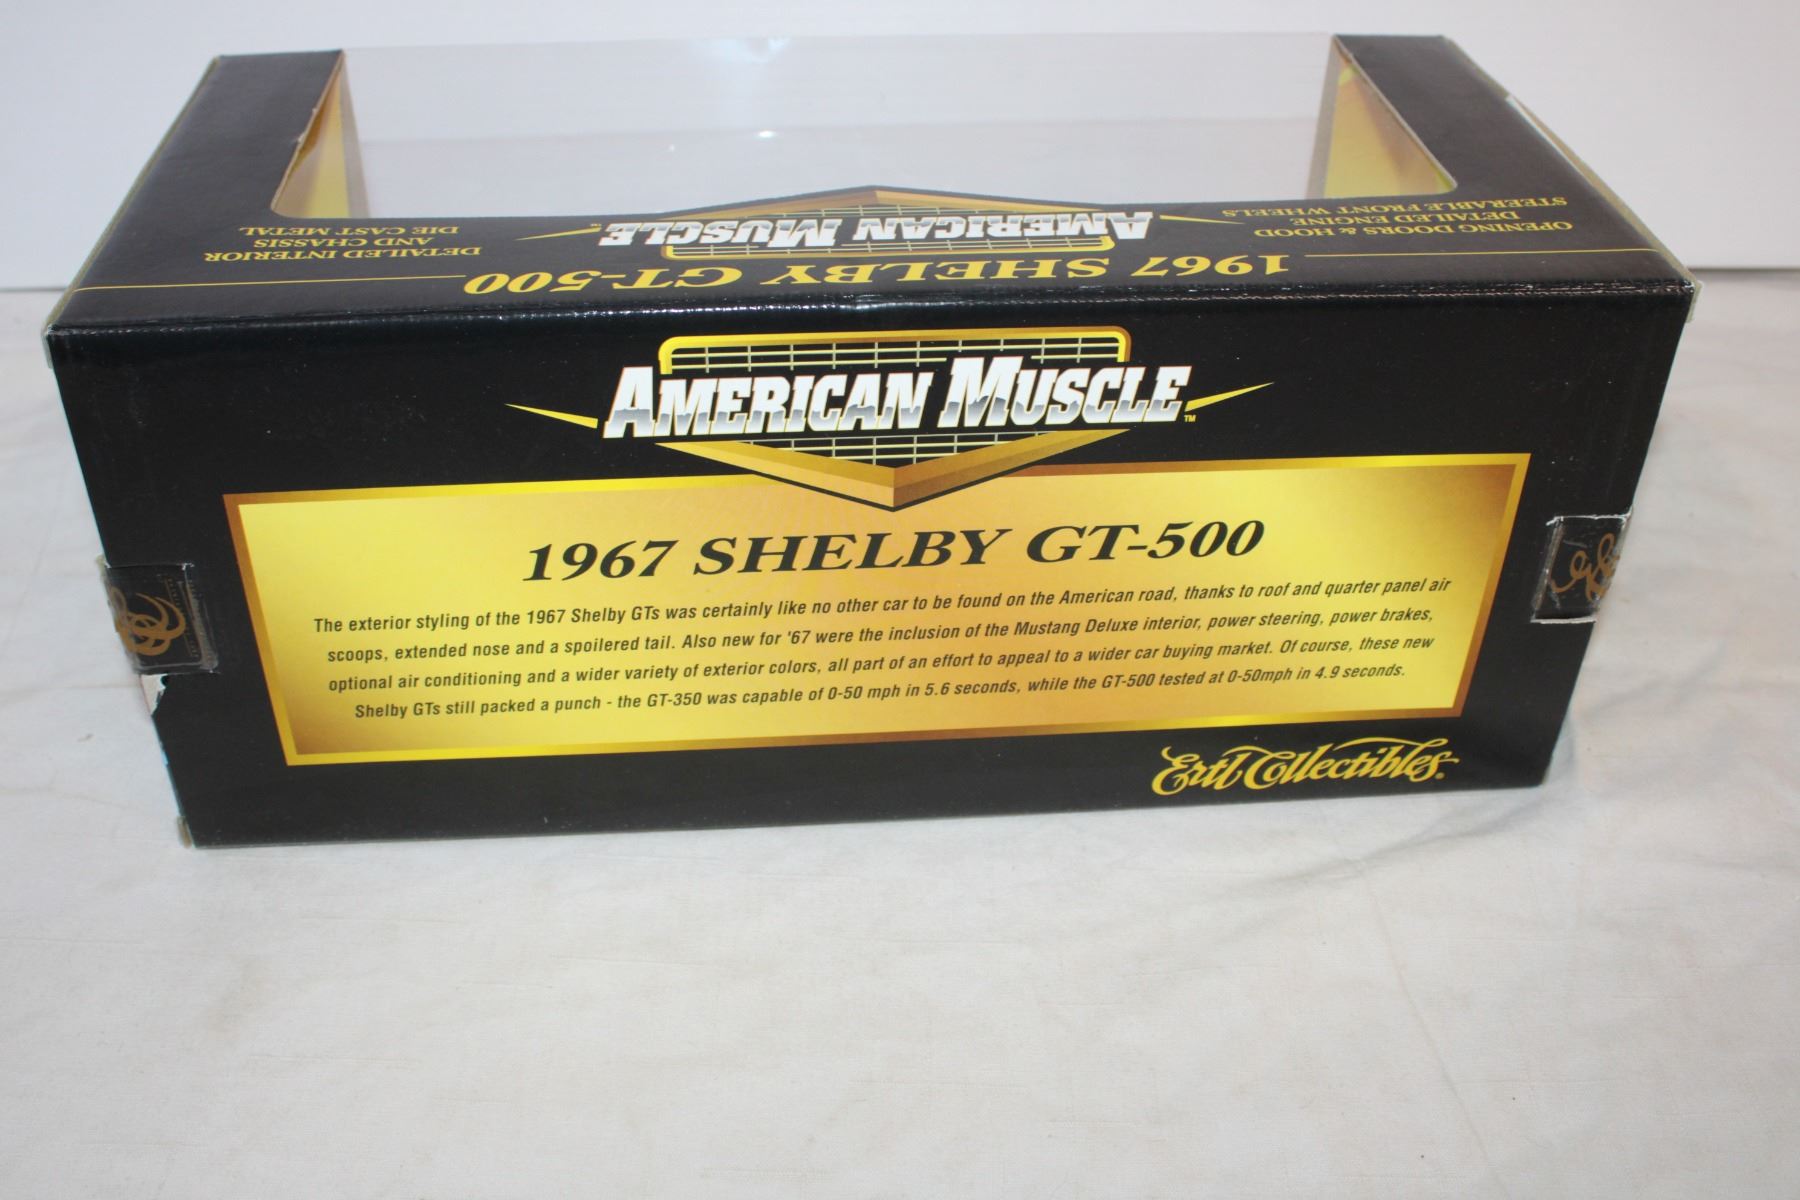 OPENING DOORS & HOOD
DETAILED ENGINE
STEERABLE FRONT WHEELS
AMERICAN MUSCLE™
DETAILED INTERIOR
AND CHASSIS
DIE CAST METAL
1967 SHELBY GT-500
AMERICAN MUSCLE™
1967 SHELBY GT-500
The exterior styling of the 1967 Shelby GTs was certainly like no other car to be found on the American road, thanks to roof and quarter panel air
scoops, extended nose and a spoilered tail. Also new for '67 were the inclusion of the Mustang Deluxe interior, power steering, power brakes,
optional air conditioning and a wider variety of exterior colors, all part of an effort to appeal to a wider car buying market. Of course, these new
Shelby GTs still packed a punch - the GT-350 was capable of 0-50 mph in 5.6 seconds, while the GT-500 tested at 0-50mph in 4.9 seconds.
Ertl Collectibles®